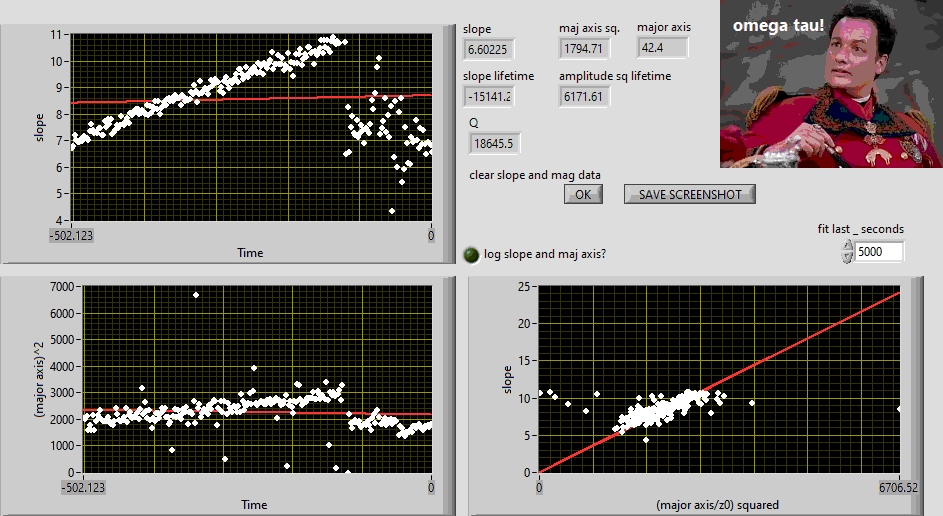 11
10
9
8
7
6
5
4
slope
-502.123
0
Time
slope
6.60225
maj axis sq.
1794.71
major axis
42.4
slope lifetime
-15141.2
amplitude sq lifetime
6171.61
Q
18645.5
clear slope and mag data
OK
SAVE SCREENSHOT
omega tau!
log slope and maj axis?
fit last _ seconds
5000
7000
6000
5000
4000
3000
2000
1000
0
(major axis)^2
-502.123
0
Time
25
20
15
10
5
0
slope
0
6706.52
(major axis/z0) squared